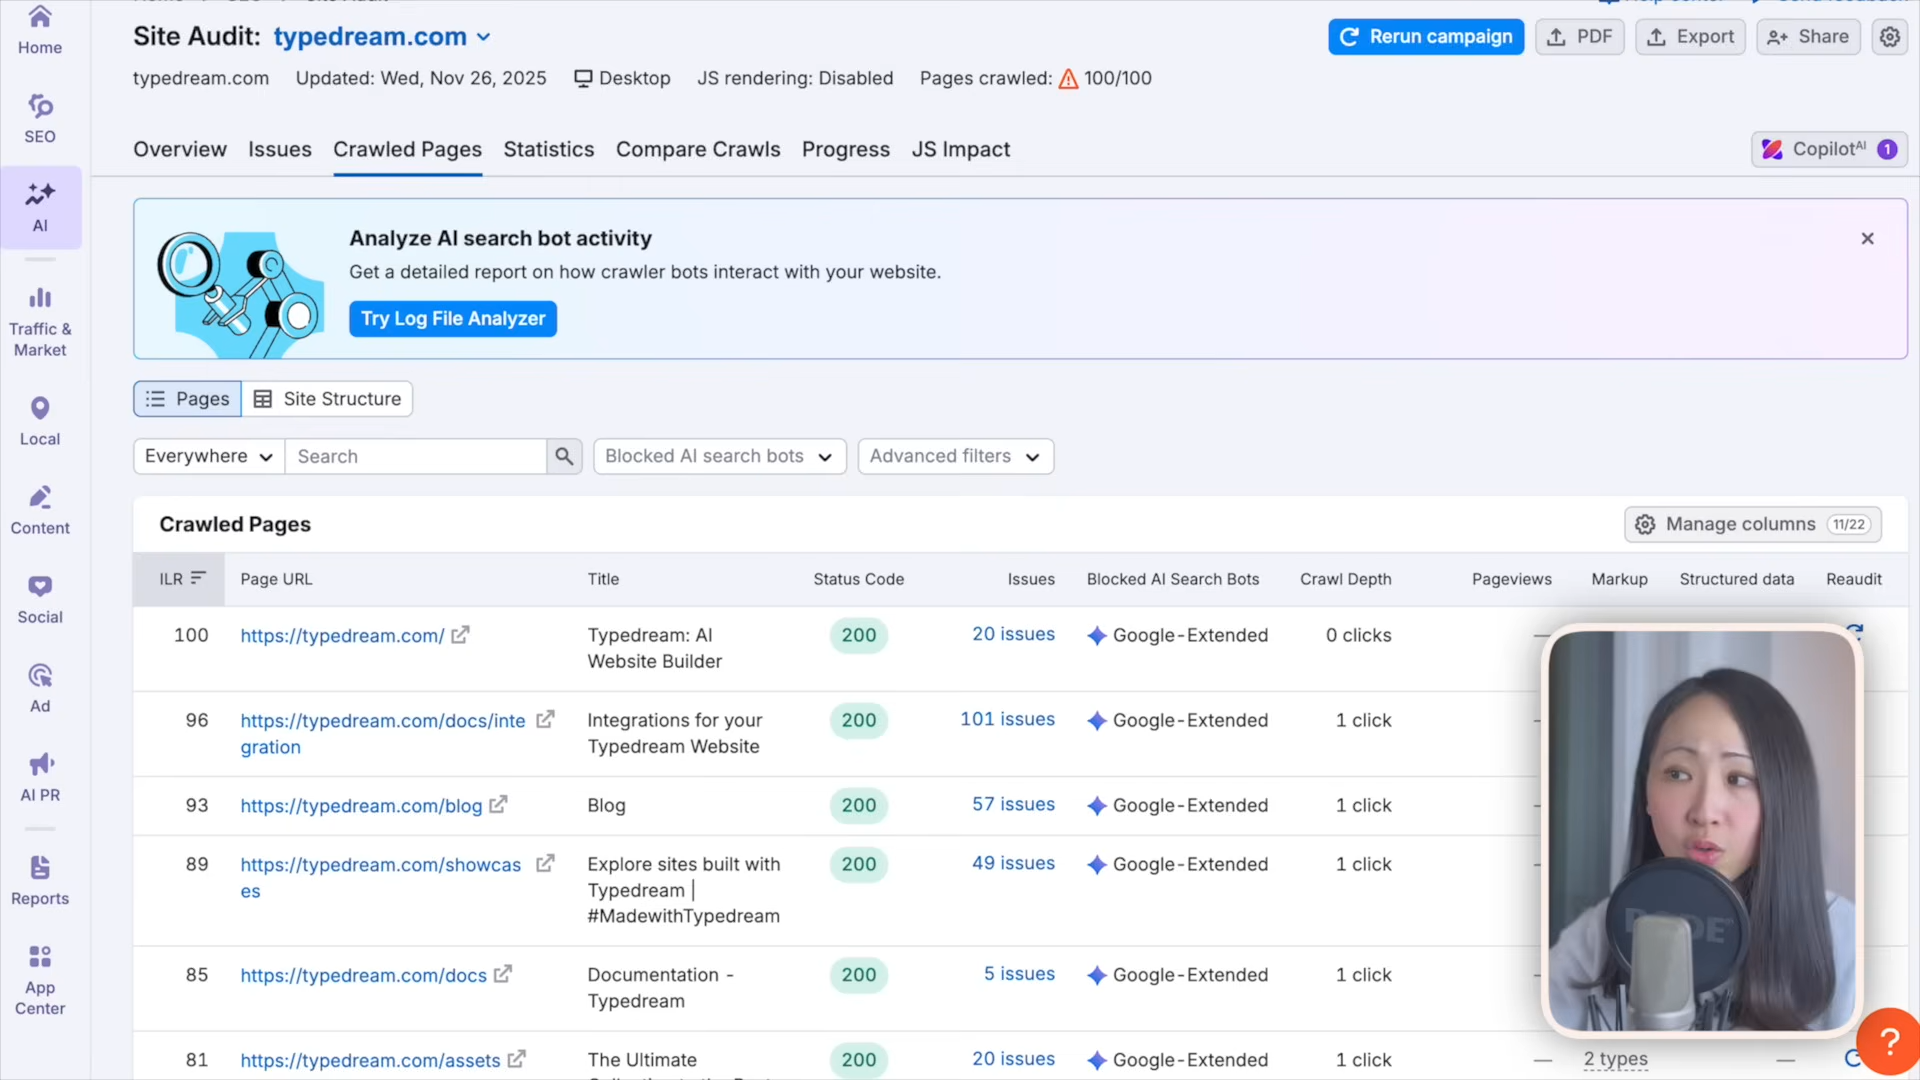 Home
SEO
AI
Traffic &
Market
Local
Content
Social
Ad
AI PR
Reports
App
Center
Site Audit: typedream.com
Rerun campaign
PDF
Export
Share
typedream.com Updated: Wed, Nov 26, 2025 Desktop JS rendering: Disabled Pages crawled: 100/100
Overview Issues Crawled Pages Statistics Compare Crawls Progress JS Impact
Copilot AI 1
Analyze AI search bot activity
Get a detailed report on how crawler bots interact with your website.
Try Log File Analyzer
Pages Site Structure
Everywhere Search Blocked AI search bots Advanced filters
Crawled Pages
Manage columns 11/22
ILR Page URL Title Status Code Issues Blocked AI Search Bots Crawl Depth Pageviews Markup Structured data Reaudit
100 https://typedream.com/ Typedream: AI 200 20 issues Google-Extended 0 clicks —
Website Builder
96 https://typedream.com/docs/inte Integrations for your 200 101 issues Google-Extended 1 click
gration Typedream Website
93 https://typedream.com/blog Blog 200 57 issues Google-Extended 1 click
89 https://typedream.com/showcas Explore sites built with 200 49 issues Google-Extended 1 click
es Typedream |
#MadewithTypedream
85 https://typedream.com/docs Documentation - 200 5 issues Google-Extended 1 click
Typedream
81 https://typedream.com/assets The Ultimate 200 20 issues Google-Extended 1 click — 2 types —
?